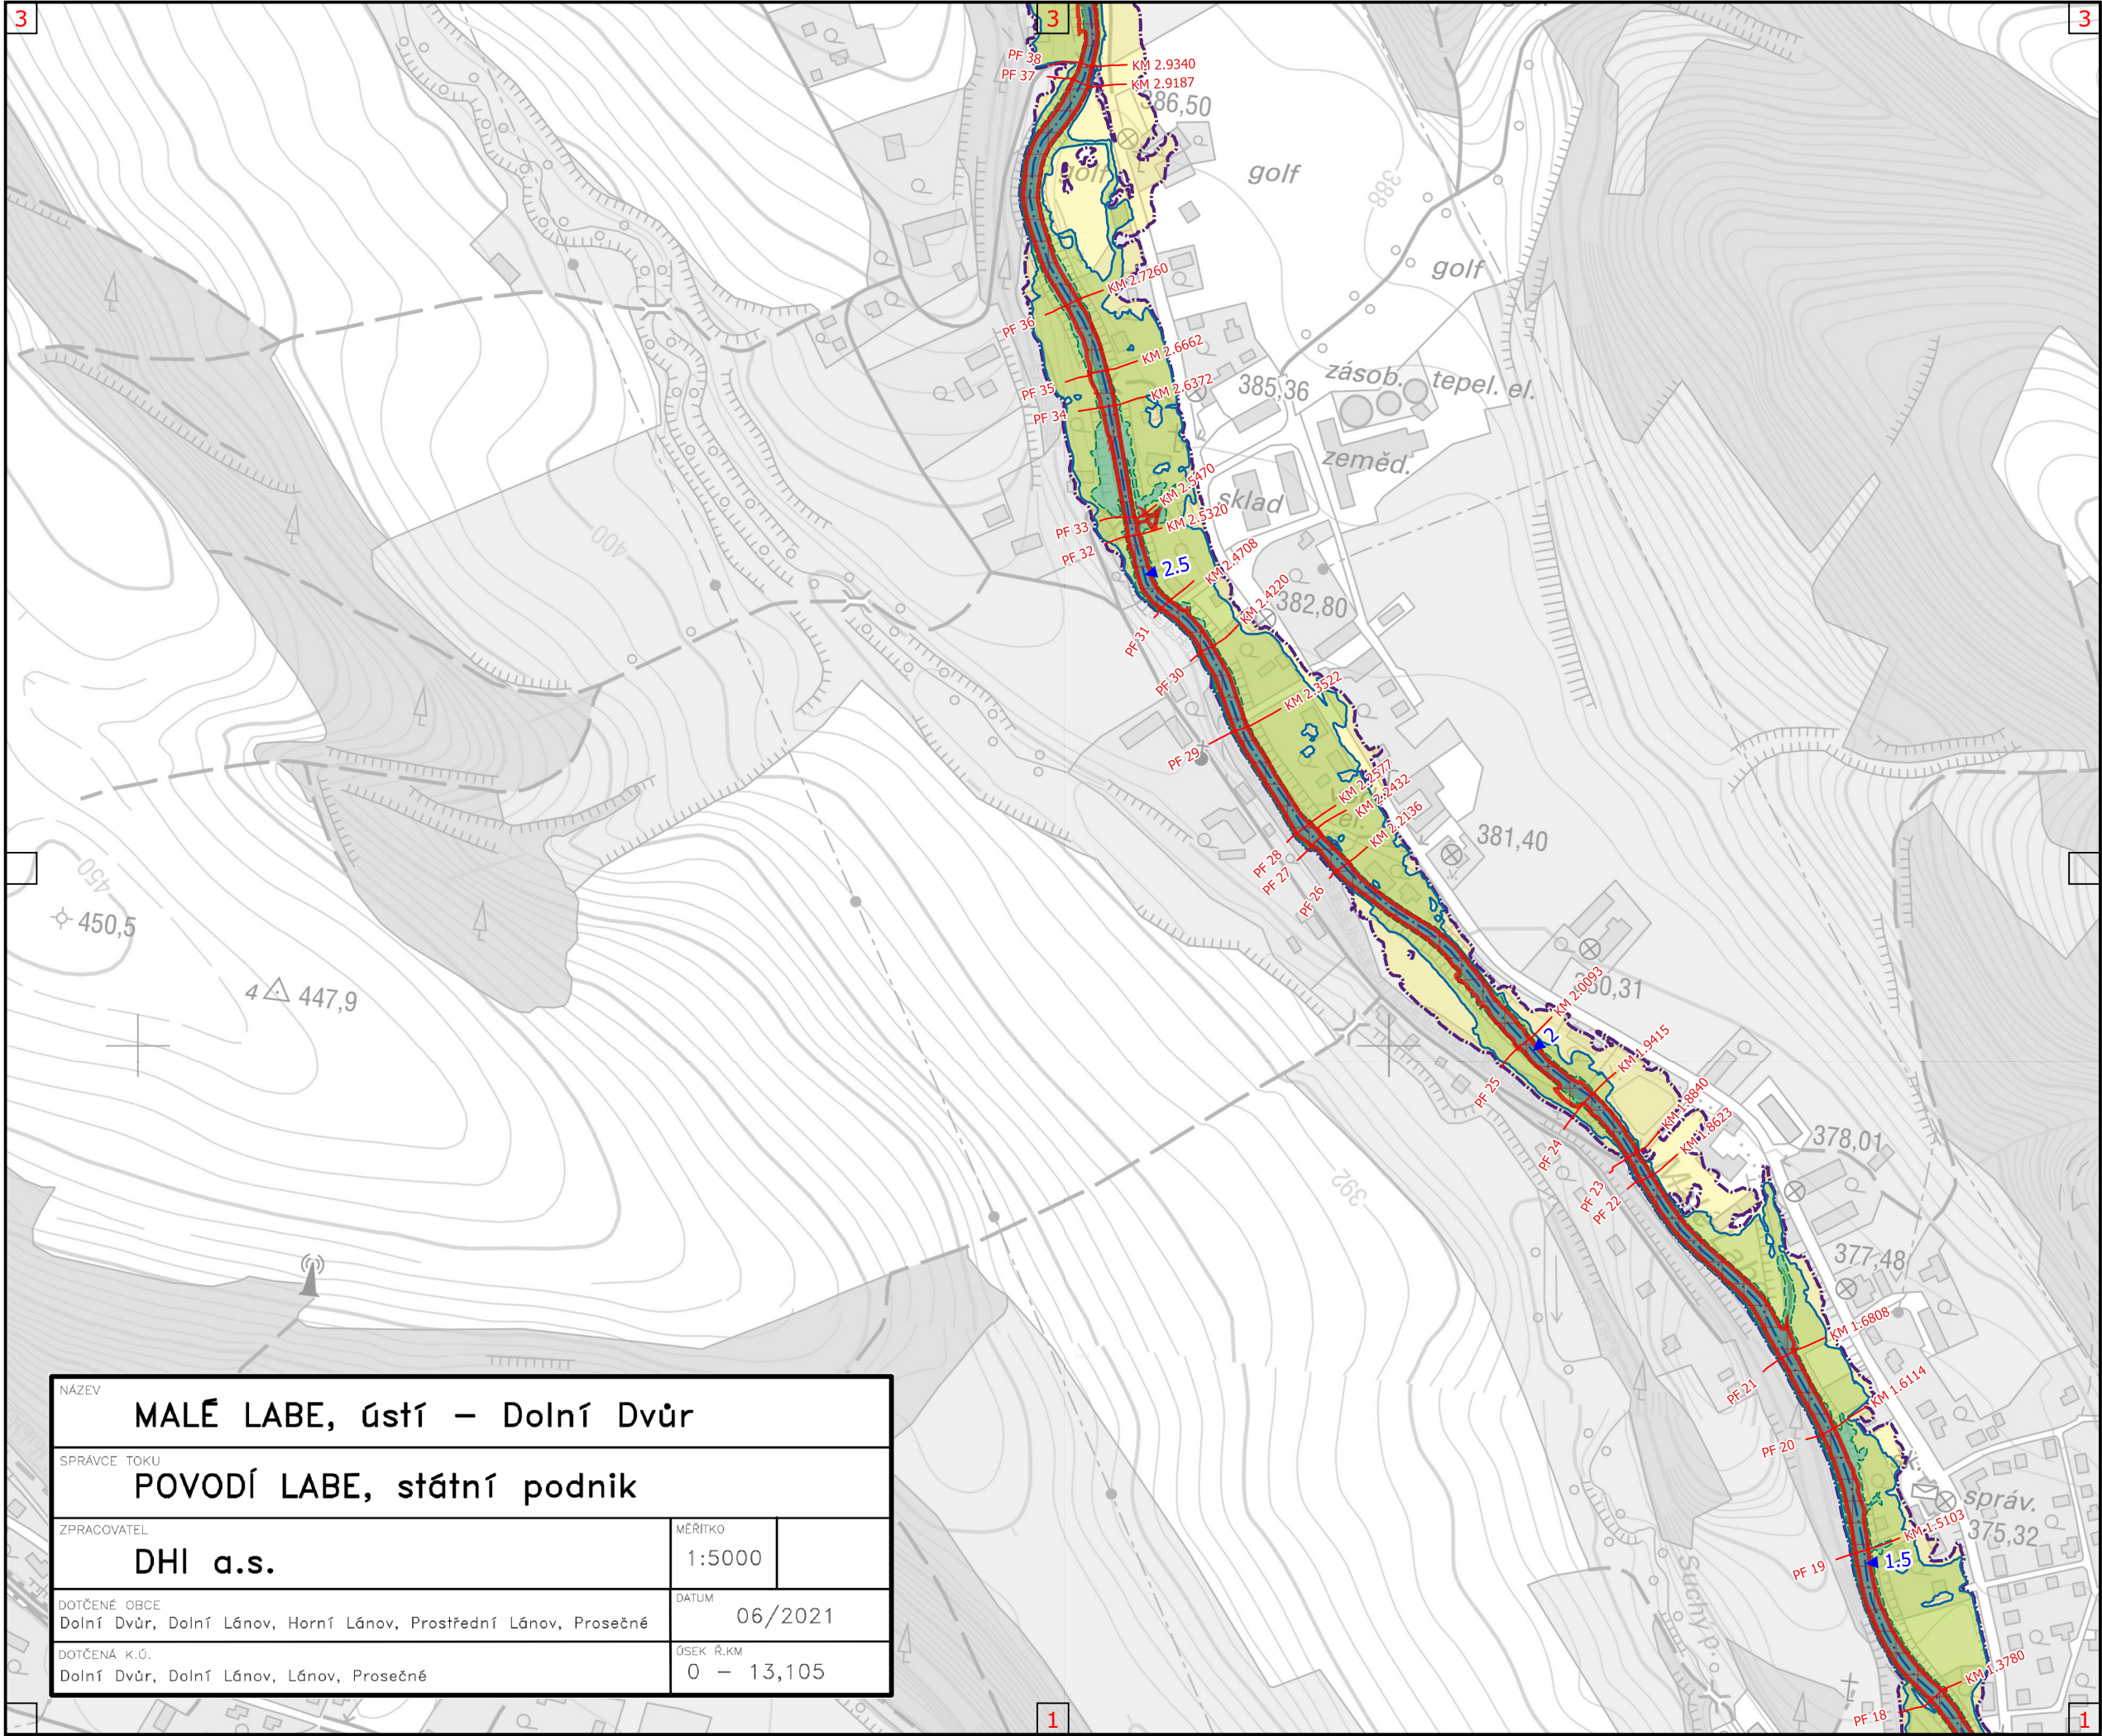 3
3
3
PF 38
KM 2.9340
PF 37
KM 2.9187
386,50
golf
golf
388
golf
KM 2.7260
PF 36
KM 2.6662
PF 35
KM 2.6372
PF 34
385,36
zásob.
tepel. el.
zeměd.
sklad
KM 2.5470
PF 33
KM 2.5320
PF 32
400
2.5
KM 2.4708
PF 31
KM 2.4220
382,80
PF 30
KM 2.3522
PF 29
KM 2.2577
KM 2.2432
el.
KM 2.2136
381,40
PF 28
PF 27
PF 26
450
450,5
4
447,9
KM 2.0093
2
PF 25
KM 1.9415
PF 24
KM 1.8840
KM 1.8623
378,01
PF 23
PF 22
392
377,48
KM 1.6808
PF 21
KM 1.6114
PF 20
správ.
KM 1.5103
375,32
PF 19
1.5
Suchý p.
KM 1.3780
PF 18
1
1
NÁZEV
MALÉ LABE, ústí – Dolní Dvůr
SPRÁVCE TOKU
POVODÍ LABE, státní podnik
ZPRACOVATEL
DHI a.s.
MĚŘÍTKO
1:5000
DOTČENÉ OBCE
Dolní Dvůr, Dolní Lánov, Horní Lánov, Prostřední Lánov, Prosečné
DATUM
06/2021
DOTČENÁ K.Ú.
Dolní Dvůr, Dolní Lánov, Lánov, Prosečné
ÚSEK Ř.KM
0 – 13,105